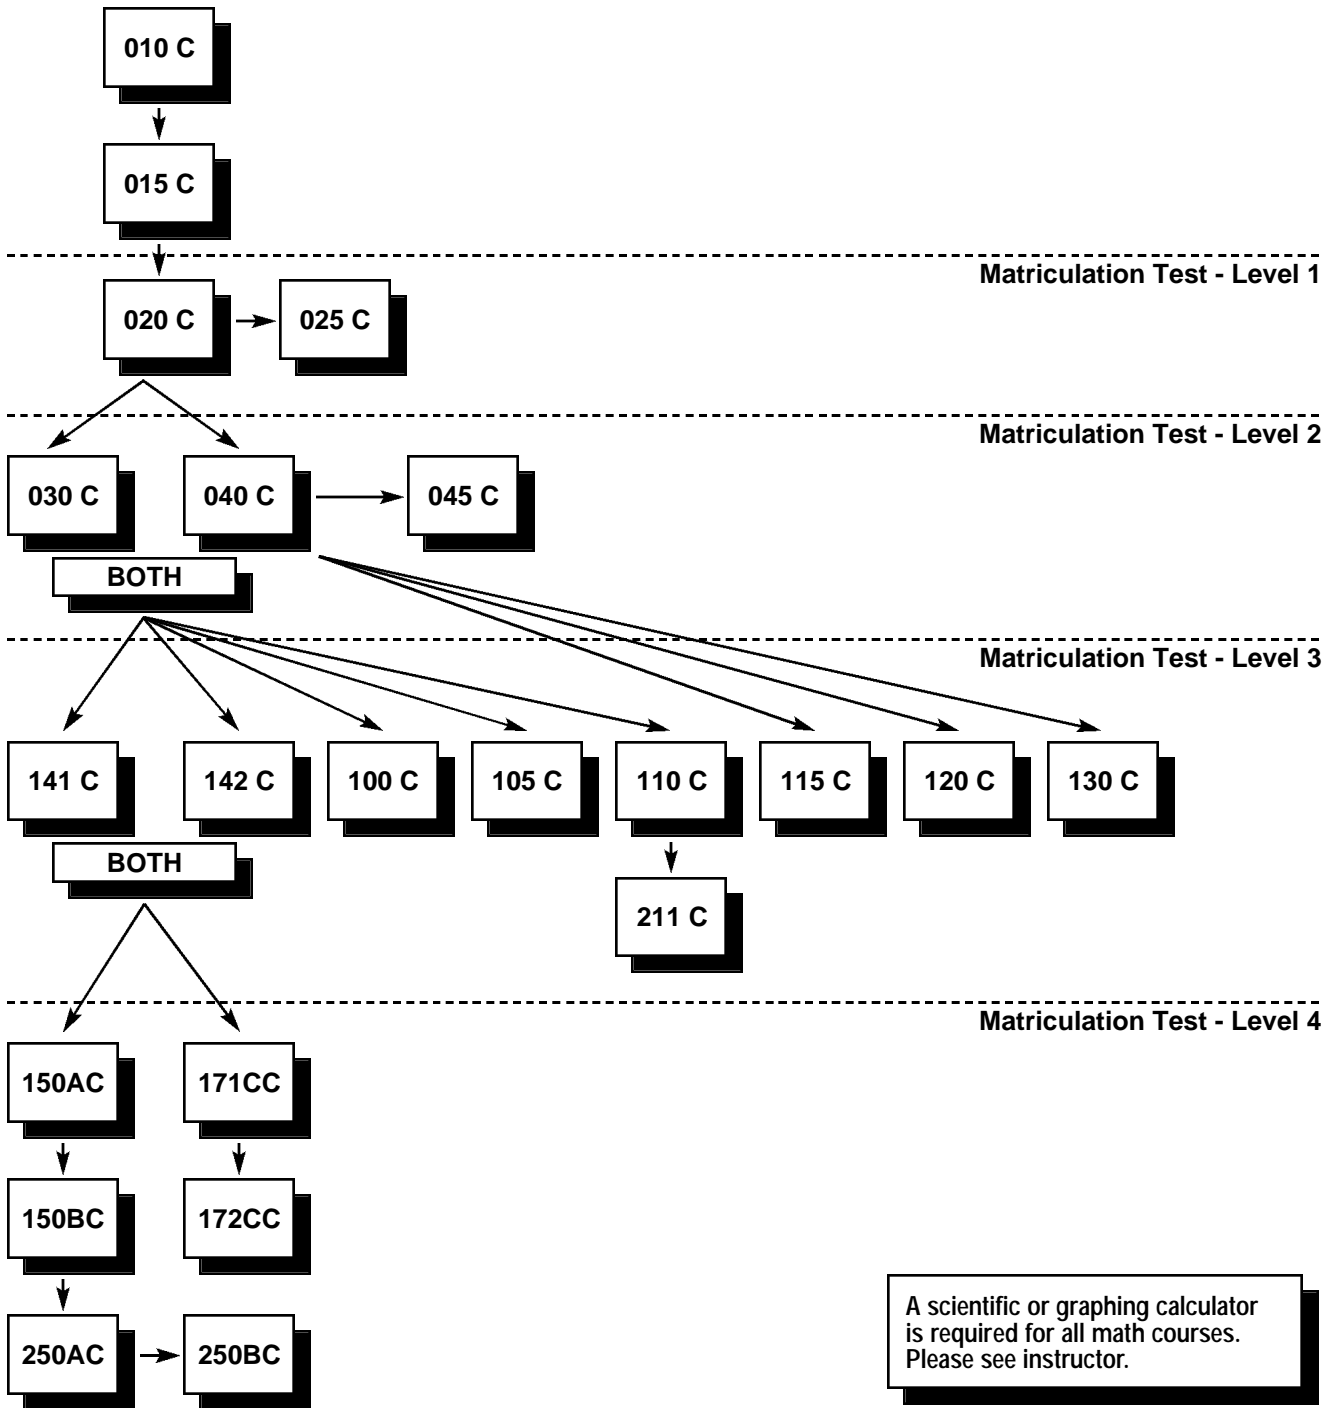 010 C
015 C
Matriculation Test - Level 1
020 C
025 C
Matriculation Test - Level 2
030 C
040 C
045 C
BOTH
Matriculation Test - Level 3
141 C
142 C
100 C
105 C
110 C
115 C
120 C
130 C
BOTH
211 C
Matriculation Test - Level 4
150AC
171CC
150BC
172CC
250AC
250BC
A scientific or graphing calculator
is required for all math courses.
Please see instructor.